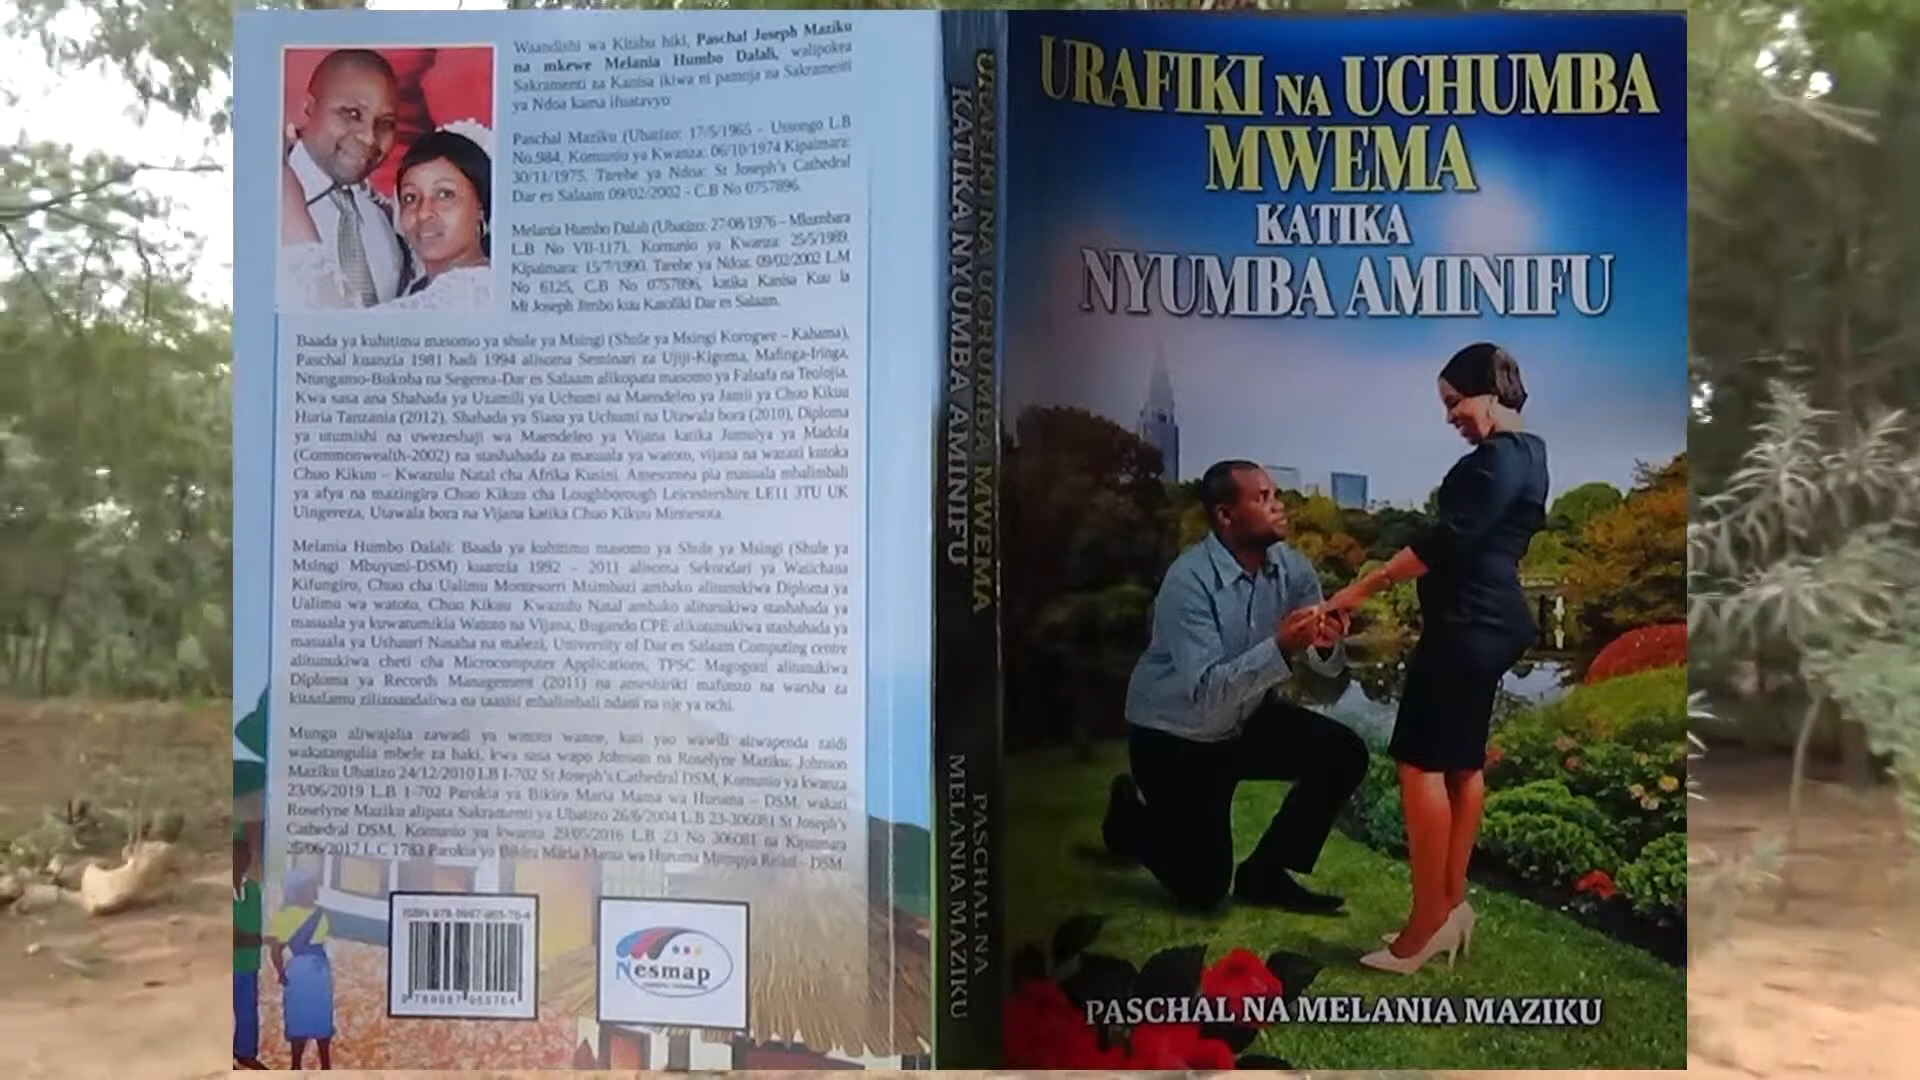 Waandishi wa Kitabu hiki, Paschal Joseph Maziku
na mkewe Melania Humbo Dalali, walipokea
Sakramenti za Kanisa ikiwa ni pamoja na Sakramenti
ya Ndoa kama ifuatavyo:
Paschal Maziku (Ubatizo: 17/5/1965 – Ussongo L.B
No.984, Komunio ya Kwanza: 06/10/1974 Kipaimara:
30/11/1975. Tarehe ya Ndoa: St Joseph's Cathedral
Dar es Salaam 09/02/2002 - C.B No 0757896.
Melania Humbo Dalali (Ubatizo: 27/08/1976 – Mkumbara
L.B No VII-1171, Komunio ya Kwanza: 25/5/1989.
Kipaimara: 15/7/1990. Tarehe ya Ndoa: 09/02/2002 L.M
No 6125, C.B No 0757896, katika Kanisa Kuu la
Mt Joseph Jimbo kuu Katoliki Dar es Salaam.
Baada ya kuhitimu masomo ya shule ya Msingi (Shule ya Msingi Korogwe – Kahama),
Paschal kuanzia 1981 hadi 1994 alisoma Seminari za Ujiji-Kigoma, Mafinga-Iringa,
Ntungamo-Bukoba na Segerea-Dar es Salaam alikopata masomo ya Falsafa na Teolojia.
Kwa sasa ana Shahada ya Uzamili ya Uchumi na Maendeleo ya Jamii ya Chuo Kikuu
Huria Tanzania (2012), Shahada ya Siasa ya Uchumi na Utawala bora (2010), Diploma
ya utumishi na uwezeshaji wa Maendeleo ya Vijana katika Jumuiya ya Madola
(Commonwealth-2002) na stashahada za masuala ya watoto, vijana na wazazi kutoka
Chuo Kikuu – Kwazulu Natal cha Afrika Kusini. Amesomea pia masuala mbalimbali
ya afya na mazingira Chuo Kikuu cha Loughborough Leicestershire LE11 3TU UK
Uingereza, Utawala bora na Vijana katika Chuo Kikuu Minnesota.
Melania Humbo Dalali: Baada ya kuhitimu masomo ya Shule ya Msingi (Shule ya
Msingi Mbuyuni-DSM) kuanzia 1992 – 2011 alisoma Sekondari ya Wasichana
Kifungiro, Chuo cha Ualimu Montesorri Msimbazi ambako alitunukiwa Diploma ya
Ualimu wa watoto, Chuo Kikuu Kwazulu Natal ambako alitunukiwa stashahada ya
masuala ya kuwatumikia Watoto na Vijana, Bugando CPE alikotunukiwa stashahada ya
masuala ya Ushauri Nasaha na malezi, University of Dar es Salaam Computing centre
alitunukiwa cheti cha Microcomputer Applications, TPSC Magogoni alitunukiwa
Diploma ya Records Management (2011) na ameshiriki mafunzo na warsha za
kitaalamu zilizoandaliwa na taasisi mbalimbali ndani na nje ya nchi.
Mungu aliwajalia zawadi ya watoto wanne, kati yao wawili aliwapenda zaidi
wakatangulia mbele za haki, kwa sasa wapo Johnson na Roselyne Maziku: Johnson
Maziku Ubatizo 24/12/2010 LB 1-702 St Joseph's Cathedral DSM, Komunio ya kwanza
23/06/2019 L.B 1-702 Parokia ya Bikira Maria Mama wa Huruma – DSM, wakati
Roselyne Maziku alipata Sakramenti ya Ubatizo 26/6/2004 L.B 23-306081 St Joseph's
Cathedral DSM, Komunio ya kwanza 29/05/2016 L.B 23 No 306081 na Kipaimara
25/06/2017 L.C 1783 Parokia ya Bikira Maria Mama wa Huruma DSM
Nesmap
URAFIKI NA UCHUMBA MWEMA
KATIKA NYUMBA AMINIFU
PASCHAL NA
MELANIA MAZIKU
URAFIKI NA UCHUMBA
MWEMA
KATIKA
NYUMBA AMINIFU
PASCHAL NA MELANIA MAZIKU